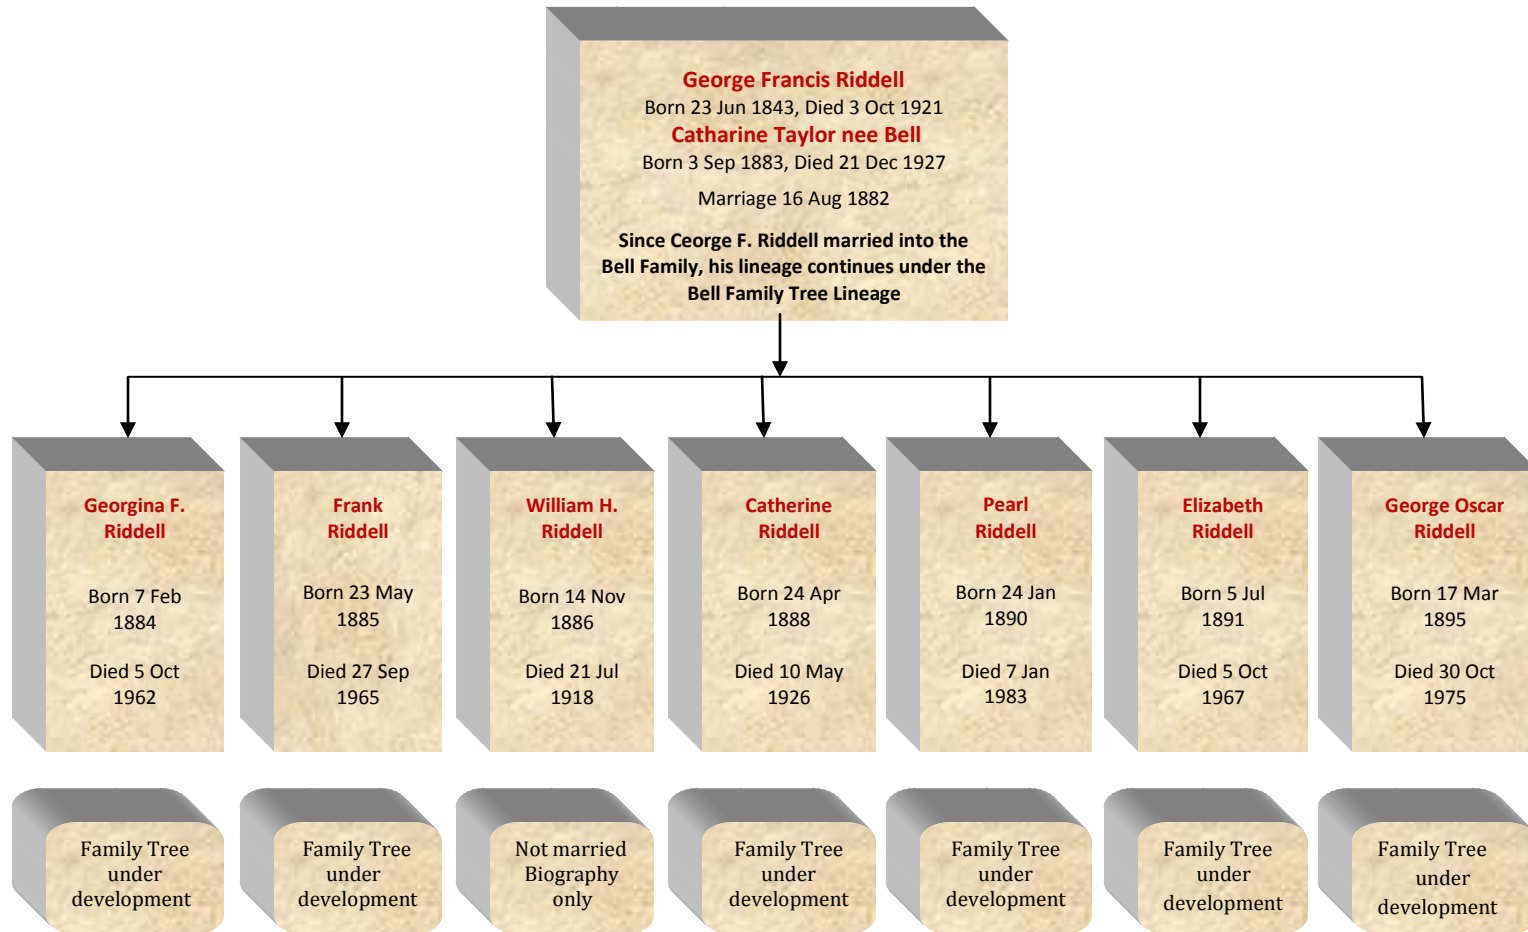 George Francis Riddell
Born 23 Jun 1843, Died 3 Oct 1921
Catharine Taylor nee Bell
Born 3 Sep 1883, Died 21 Dec 1927
Marriage 16 Aug 1882
Since Ceorge F. Riddell married into the
Bell Family, his lineage continues under the
Bell Family Tree Lineage
Georgina F.
Riddell
Born 7 Feb
1884
Died 5 Oct
1962
Frank
Riddell
Born 23 May
1885
Died 27 Sep
1965
William H.
Riddell
Born 14 Nov
1886
Died 21 Jul
1918
Catherine
Riddell
Born 24 Apr
1888
Died 10 May
1926
Pearl
Riddell
Born 24 Jan
1890
Died 7 Jan
1983
Elizabeth
Riddell
Born 5 Jul
1891
Died 5 Oct
1967
George Oscar
Riddell
Born 17 Mar
1895
Died 30 Oct
1975
Family Tree
under
development
Family Tree
under
development
Not married
Biography
only
Family Tree
under
development
Family Tree
under
development
Family Tree
under
development
Family Tree
under
development